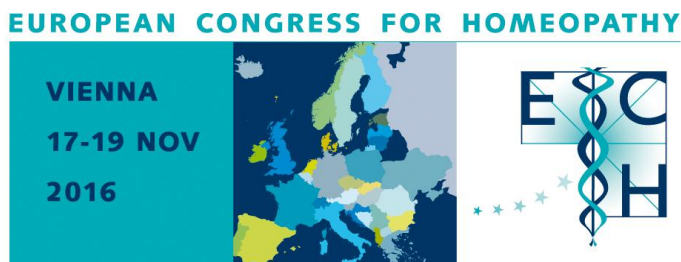 EUROPEAN CONGRESS FOR HOMEOPATHY
VIENNA
17-19 NOV
2016
E C
H